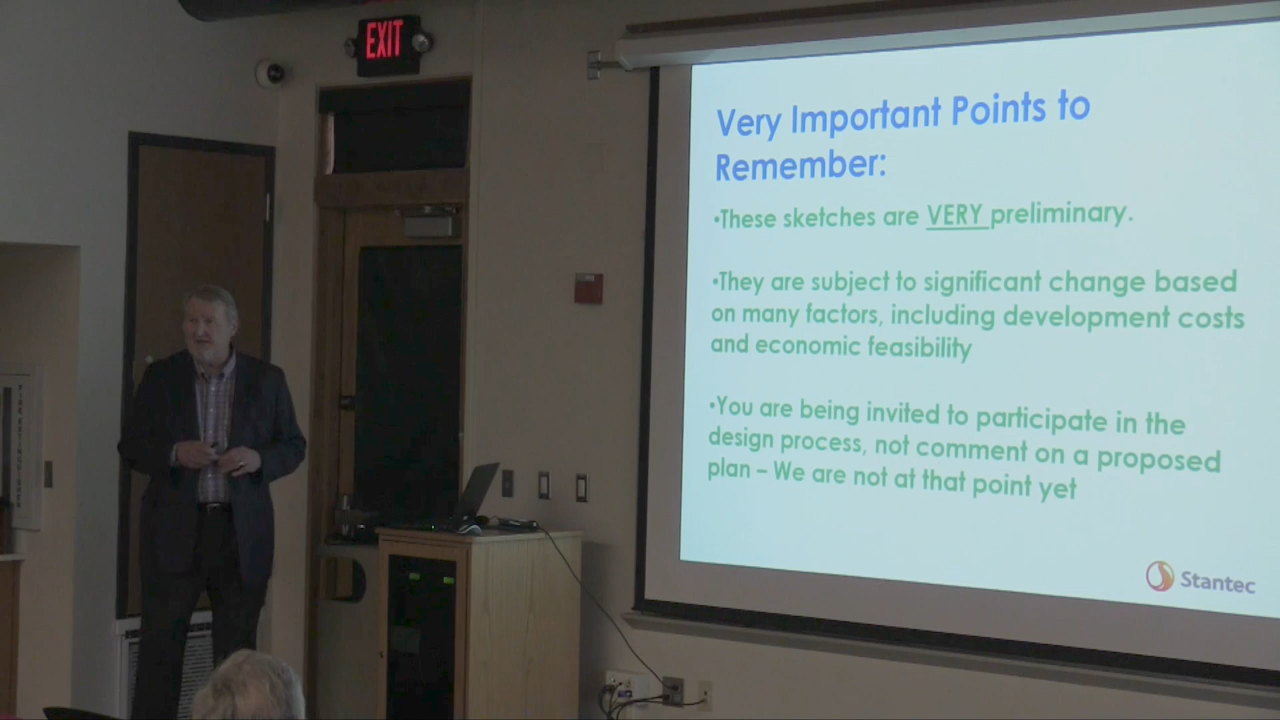 EXIT
Very Important Points to
Remember:
•These sketches are VERY preliminary.
•They are subject to significant change based
on many factors, including development costs
and economic feasibility
•You are being invited to participate in the
design process, not comment on a proposed
plan – We are not at that point yet
Stantec